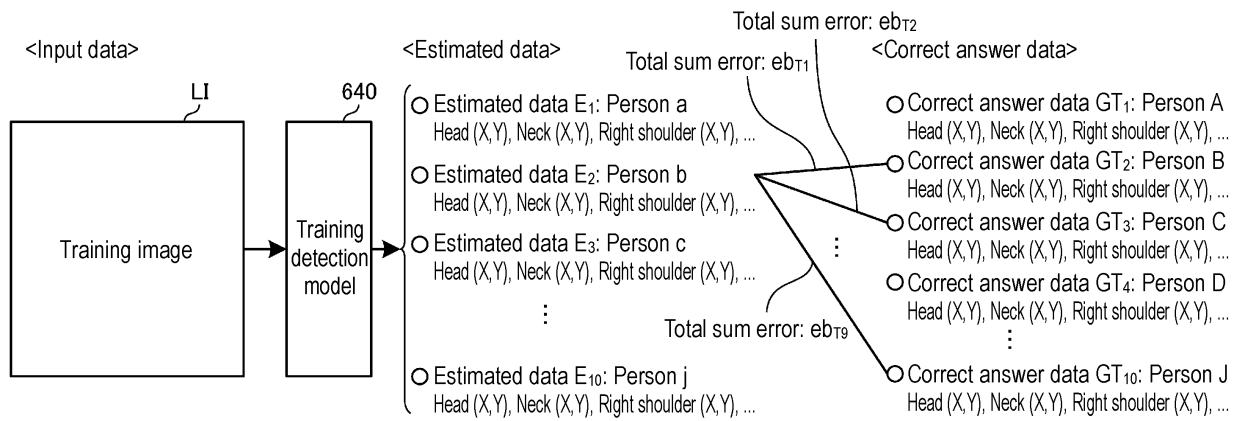 <Input data>
LI
Training image
640
Training
detection
model
<Estimated data>
Estimated data E₁: Person a
Head (X,Y), Neck (X,Y), Right shoulder (X,Y), ...
Estimated data E₂: Person b
Head (X,Y), Neck (X,Y), Right shoulder (X,Y), ...
Estimated data E₃: Person c
Head (X,Y), Neck (X,Y), Right shoulder (X,Y), ...
⋮
Estimated data E₁₀: Person j
Head (X,Y), Neck (X,Y), Right shoulder (X,Y), ...
Total sum error: ebT1
Total sum error: ebT2
⋮
Total sum error: ebT9
<Correct answer data>
Correct answer data GT₁: Person A
Head (X,Y), Neck (X,Y), Right shoulder (X,Y), ...
Correct answer data GT₂: Person B
Head (X,Y), Neck (X,Y), Right shoulder (X,Y), ...
Correct answer data GT₃: Person C
Head (X,Y), Neck (X,Y), Right shoulder (X,Y), ...
Correct answer data GT₄: Person D
Head (X,Y), Neck (X,Y), Right shoulder (X,Y), ...
⋮
Correct answer data GT₁₀: Person J
Head (X,Y), Neck (X,Y), Right shoulder (X,Y), ...